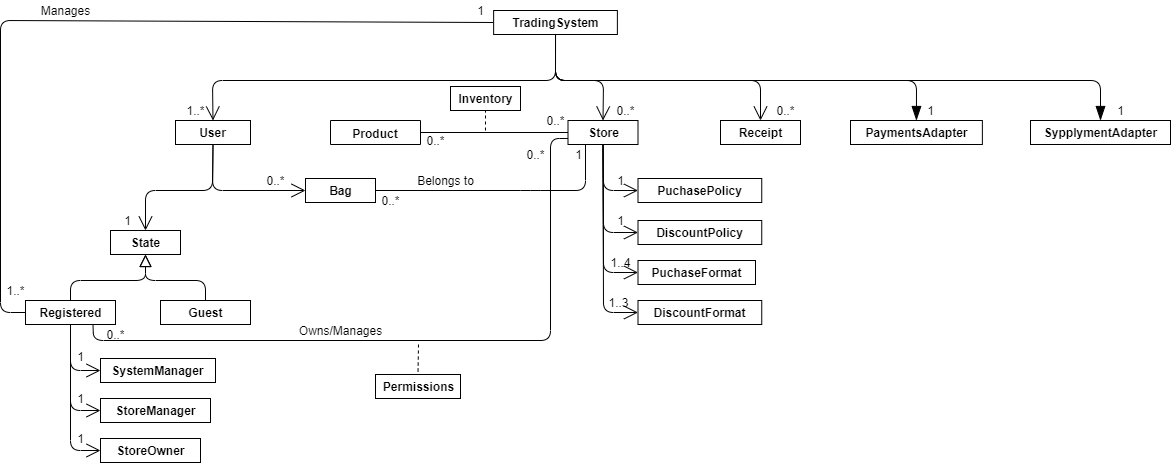 Manages
1
TradingSystem
1..*
User
Inventory
Product
0..*
0..*
Store
0..*
0..*
Receipt
1
PaymentsAdapter
1
SypplymentAdapter
0..*
1
0..*
Bag
0..*
Belongs to
1
PuchasePolicy
1
DiscountPolicy
1
State
1..4
PuchaseFormat
1..*
Registered
Guest
1..3
DiscountFormat
0..*
Owns/Manages
1
SystemManager
Permissions
1
StoreManager
1
StoreOwner